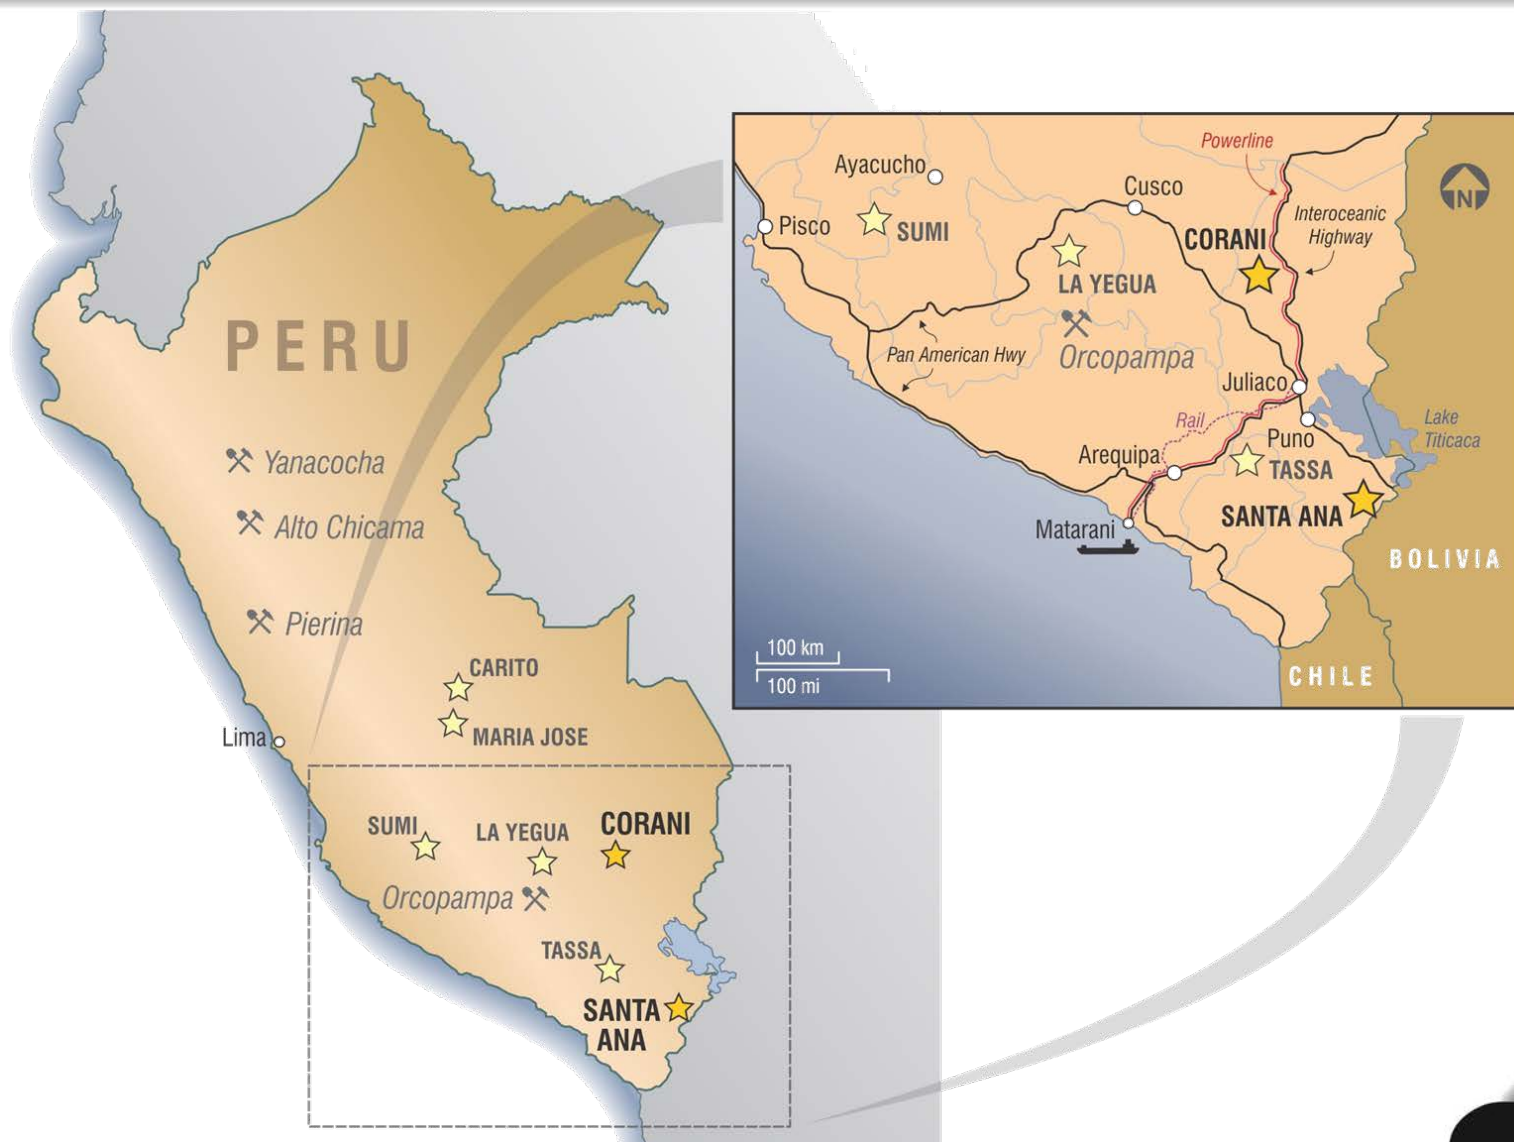 PERU
Yanacocha
Alto Chicama
Pierina
CARITO
MARIA JOSE
Lima
SUMI
LA YEGUA
CORANI
Orcopampa
TASSA
SANTA
ANA
Powerline
Ayacucho
Cusco
N
Pisco
SUMI
CORANI
Interoceanic
Highway
LA YEGUA
Orcopampa
Pan American Hwy
Juliaco
Rail
Lake
Titicaca
Puno
Arequipa
TASSA
SANTA ANA
Matarani
BOLIVIA
100 km
100 mi
CHILE